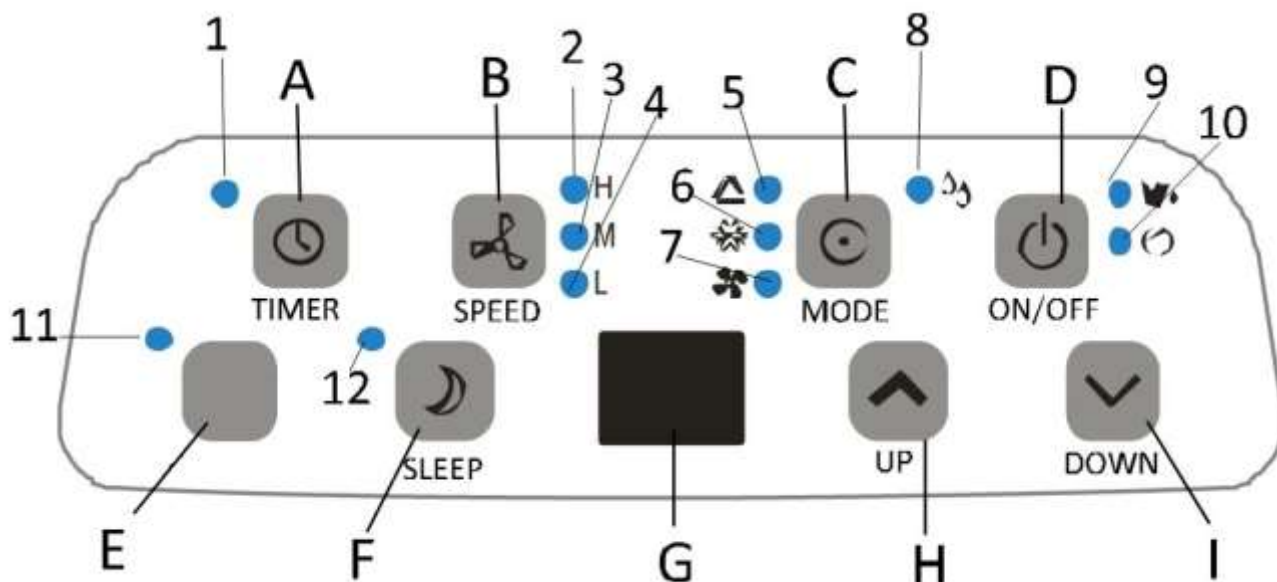 1 A B 2 3 4 5 C 8 D 9 10
H
6 M
7 L
TIMER SPEED MODE ON/OFF
11 12
SLEEP UP DOWN
E F G H I